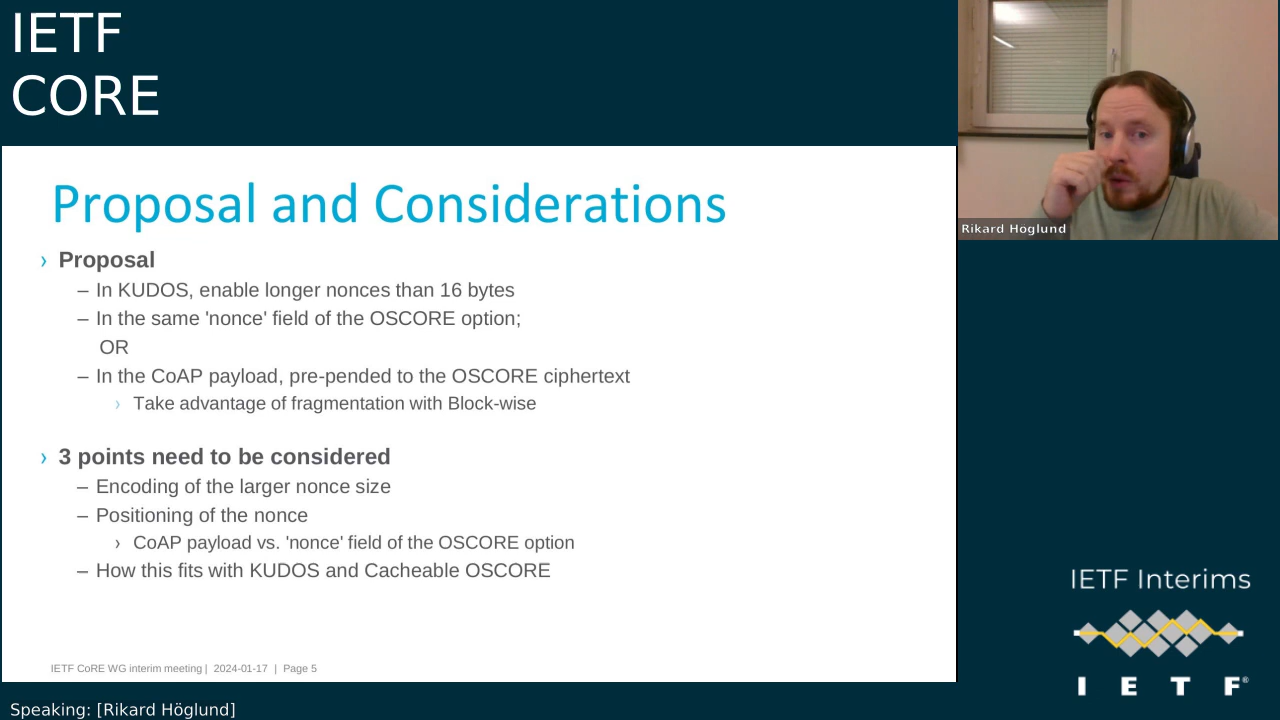 IETF
CORE
Proposal and Considerations
› Proposal
– In KUDOS, enable longer nonces than 16 bytes
– In the same 'nonce' field of the OSCORE option;
OR
– In the CoAP payload, pre-pended to the OSCORE ciphertext
› Take advantage of fragmentation with Block-wise
› 3 points need to be considered
– Encoding of the larger nonce size
– Positioning of the nonce
› CoAP payload vs. 'nonce' field of the OSCORE option
– How this fits with KUDOS and Cacheable OSCORE
IETF CoRE WG interim meeting | 2024-01-17 | Page 5
Rikard Hoglund
IETF Interims
I E T F®
Speaking: [Rikard Höglund]